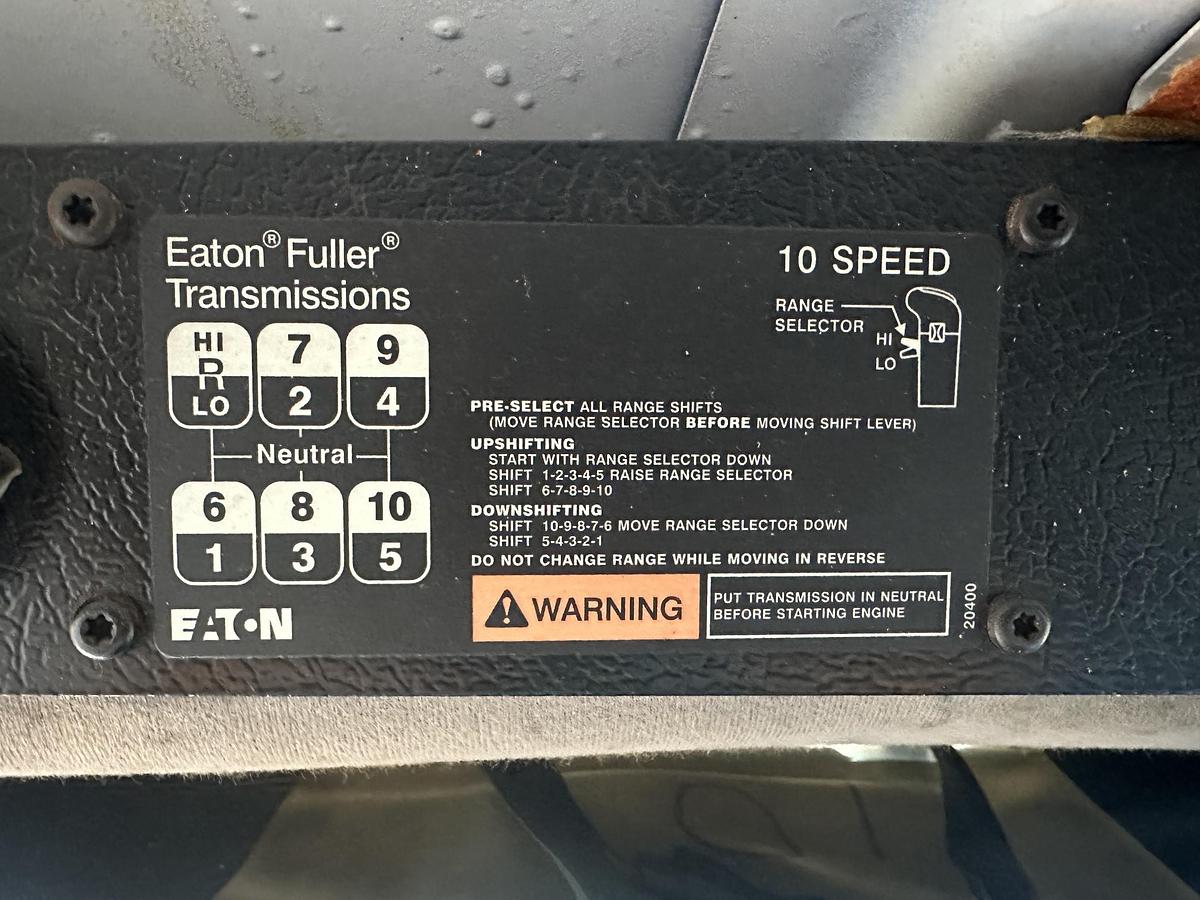 Eaton® Fuller®
Transmissions
10 SPEED
RANGE
SELECTOR
HI
LO
HI 7 9
R
LO 2 4
Neutral
6 8 10
1 3 5
EATON
PRE-SELECT ALL RANGE SHIFTS
(MOVE RANGE SELECTOR BEFORE MOVING SHIFT LEVER)
UPSHIFTING
START WITH RANGE SELECTOR DOWN
SHIFT 1-2-3-4-5 RAISE RANGE SELECTOR
SHIFT 6-7-8-9-10
DOWNSHIFTING
SHIFT 10-9-8-7-6 MOVE RANGE SELECTOR DOWN
SHIFT 5-4-3-2-1
DO NOT CHANGE RANGE WHILE MOVING IN REVERSE
WARNING
PUT TRANSMISSION IN NEUTRAL
BEFORE STARTING ENGINE
20400